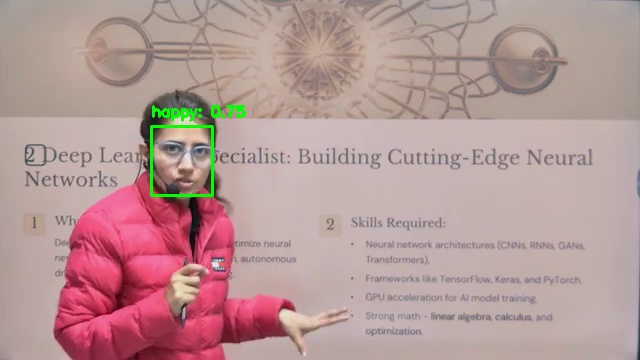 happy: 0.75
2 Deep Lear pecialist: Building Cutting-Edge Neural
Networks
1
2 Skills Required:
timize neural
autonomous
• Neural network architectures (CNNs, RNNs, GANs,
Transformers).
• Frameworks like TensorFlow, Keras, and PyTorch.
• GPU acceleration for AI model training.
• Strong math - linear algebra, calculus, and
optimization.